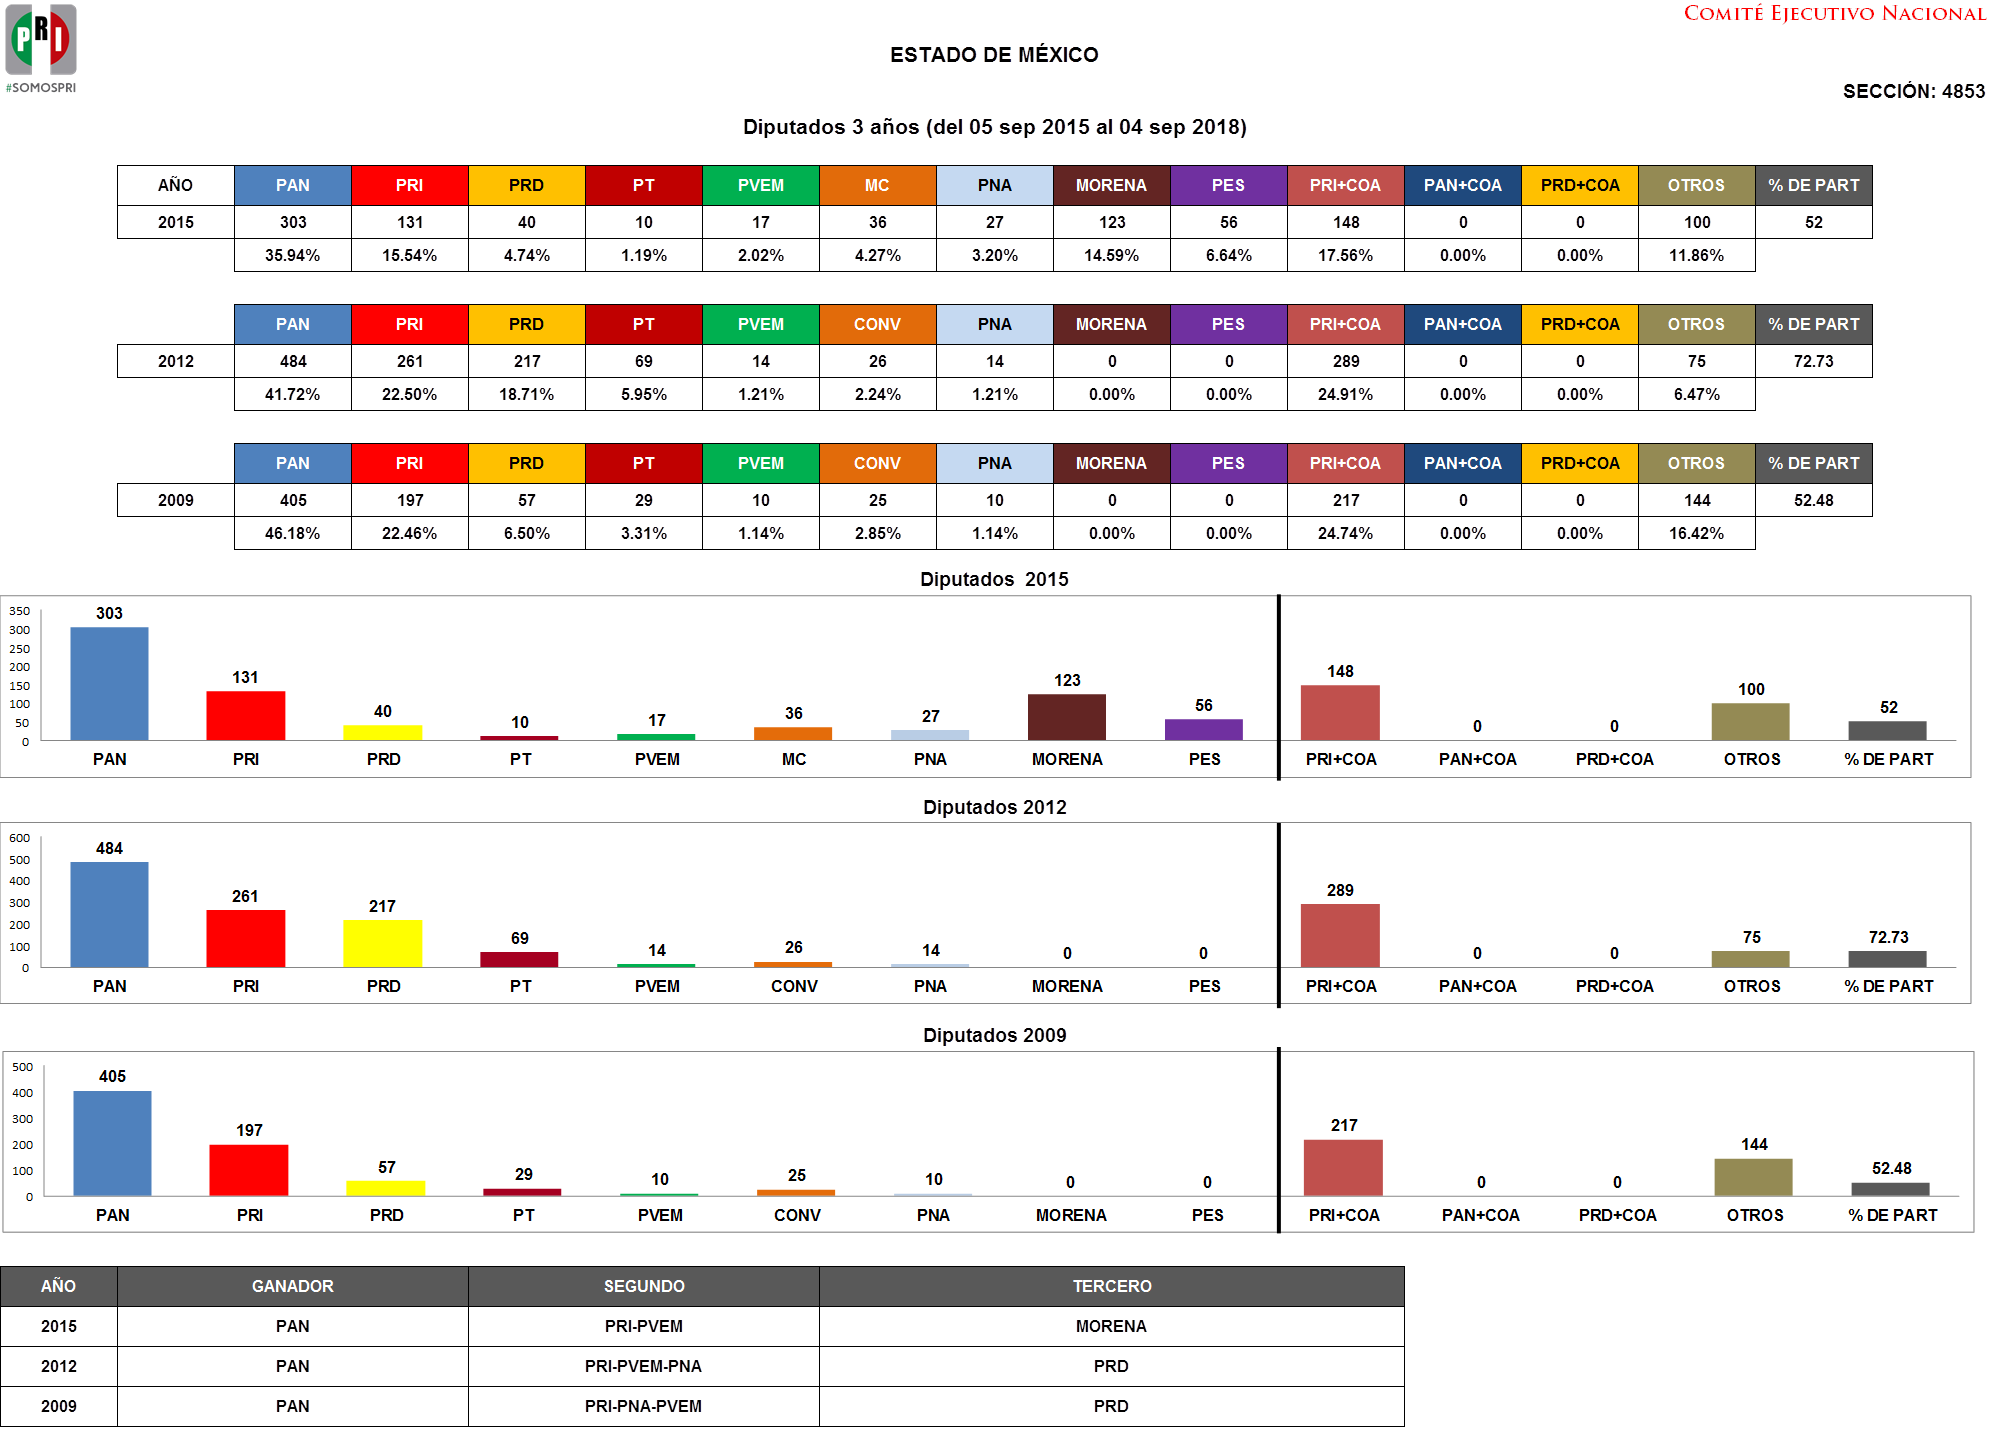 PRI
#SOMOSPRI
COMITÉ EJECUTIVO NACIONAL
ESTADO DE MÉXICO
SECCIÓN: 4853
Diputados 3 años (del 05 sep 2015 al 04 sep 2018)
AÑO PAN PRI PRD PT PVEM MC PNA MORENA PES PRI+COA PAN+COA PRD+COA OTROS % DE PART
2015 303 131 40 10 17 36 27 123 56 148 0 0 100 52
35.94% 15.54% 4.74% 1.19% 2.02% 4.27% 3.20% 14.59% 6.64% 17.56% 0.00% 0.00% 11.86%
PAN PRI PRD PT PVEM CONV PNA MORENA PES PRI+COA PAN+COA PRD+COA OTROS % DE PART
2012 484 261 217 69 14 26 14 0 0 289 0 0 75 72.73
41.72% 22.50% 18.71% 5.95% 1.21% 2.24% 1.21% 0.00% 0.00% 24.91% 0.00% 0.00% 6.47%
PAN PRI PRD PT PVEM CONV PNA MORENA PES PRI+COA PAN+COA PRD+COA OTROS % DE PART
2009 405 197 57 29 10 25 10 0 0 217 0 0 144 52.48
46.18% 22.46% 6.50% 3.31% 1.14% 2.85% 1.14% 0.00% 0.00% 24.74% 0.00% 0.00% 16.42%
Diputados 2015
350
300
250
200
150
100
50
0
303 131 40 10 17 36 27 123 56 148 0 0 100 52
PAN PRI PRD PT PVEM MC PNA MORENA PES PRI+COA PAN+COA PRD+COA OTROS % DE PART
Diputados 2012
600
500
400
300
200
100
0
484 261 217 69 14 26 14 0 0 289 0 0 75 72.73
PAN PRI PRD PT PVEM CONV PNA MORENA PES PRI+COA PAN+COA PRD+COA OTROS % DE PART
Diputados 2009
500
400
300
200
100
0
405 197 57 29 10 25 10 0 0 217 0 0 144 52.48
PAN PRI PRD PT PVEM CONV PNA MORENA PES PRI+COA PAN+COA PRD+COA OTROS % DE PART
AÑO GANADOR SEGUNDO TERCERO
2015 PAN PRI-PVEM MORENA
2012 PAN PRI-PVEM-PNA PRD
2009 PAN PRI-PNA-PVEM PRD